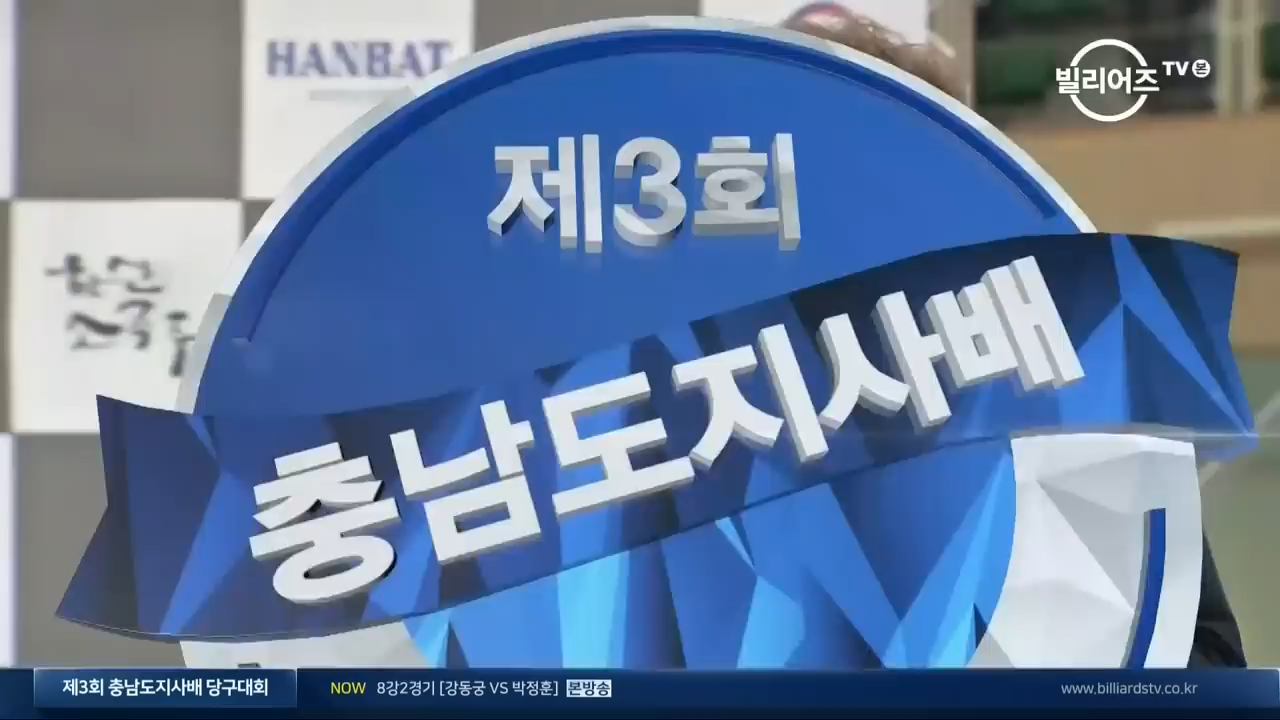 HANBAT
빌리어즈 TV 본
제3회
충남도지사배
제3회 충남도지사배 당구대회
NOW 8강2경기 [강동궁 VS 박정훈] 본방송
www.billiardstv.co.kr